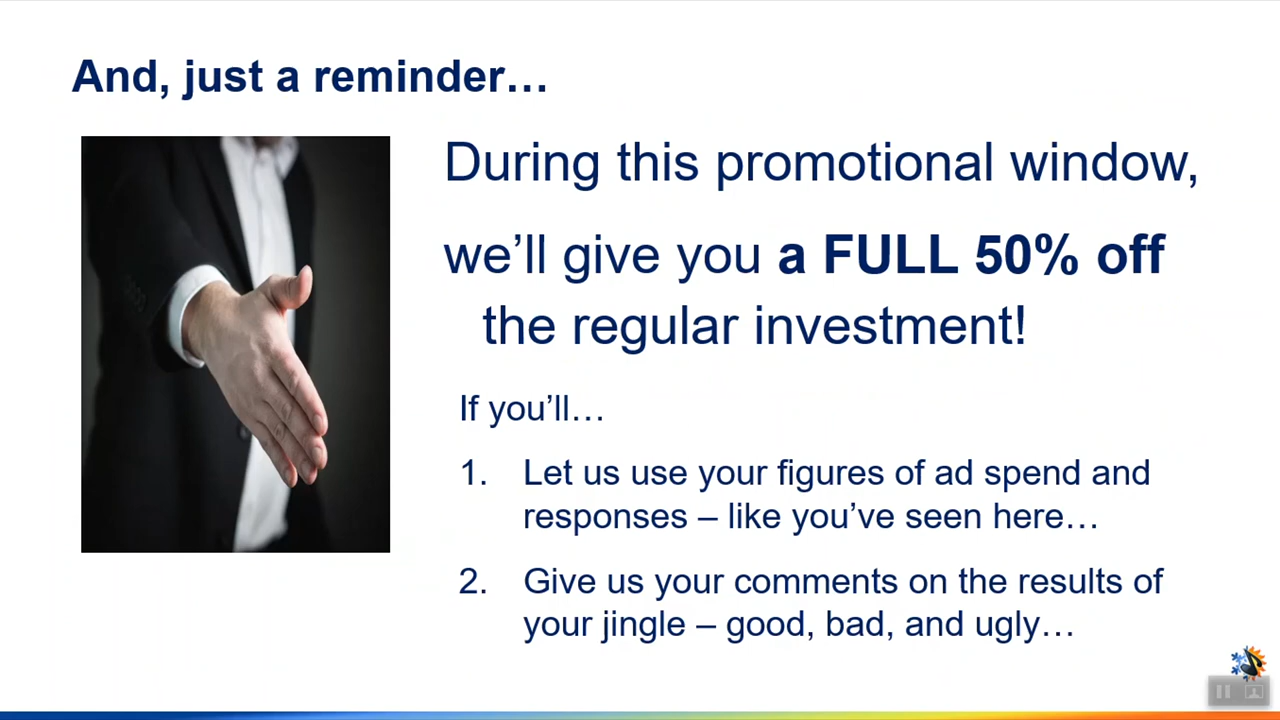 And, just a reminder…
During this promotional window,
we’ll give you a FULL 50% off
the regular investment!
If you’ll…
1. Let us use your figures of ad spend and
responses – like you’ve seen here…
2. Give us your comments on the results of
your jingle – good, bad, and ugly…